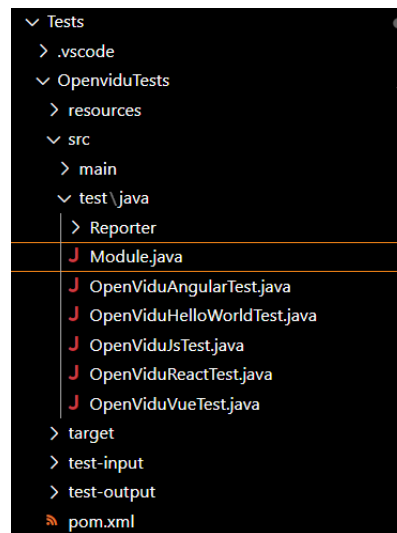 Tests
.vscode
OpenviduTests
resources
src
main
test\java
Reporter
Module.java
OpenViduAngularTest.java
OpenViduHelloWorldTest.java
OpenViduJsTest.java
OpenViduReactTest.java
OpenViduVueTest.java
target
test-input
test-output
pom.xml